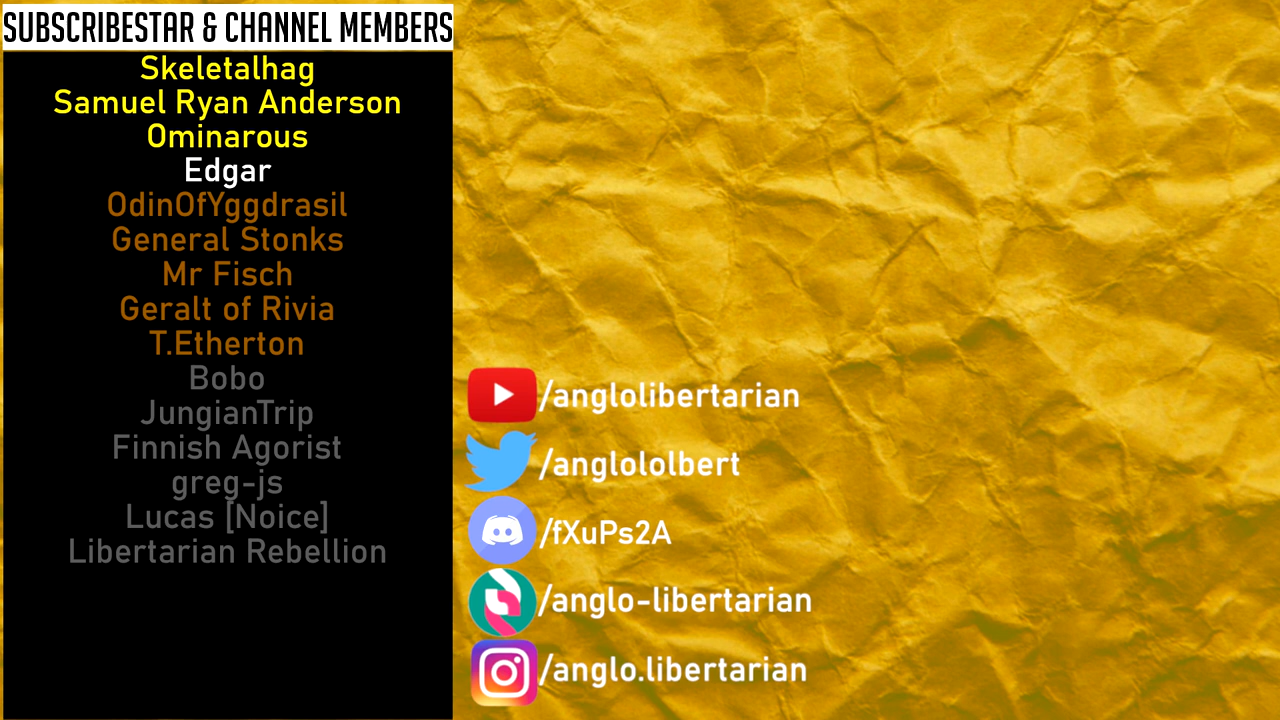 SUBSCRIBESTAR & CHANNEL MEMBERS
Skeletalhag
Samuel Ryan Anderson
Ominarous
Edgar
OdinOfYggdrasil
General Stonks
Mr Fisch
Geralt of Rivia
T.Etherton
Bobo
JungianTrip
Finnish Agorist
greg-js
Lucas [Noice]
Libertarian Rebellion
/anglolibertarian
/anglololbert
/fXuPs2A
/anglo-libertarian
/anglo.libertarian